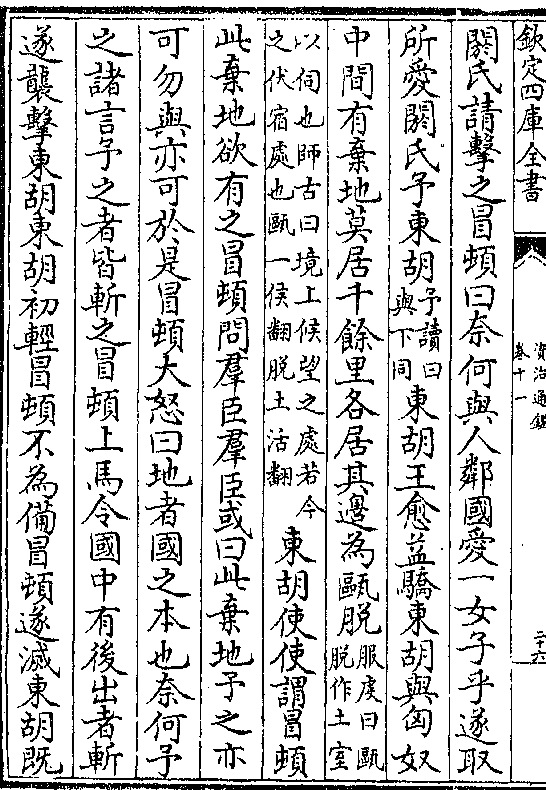 欽定四庫全書
資治通鑑
卷十一
二十六
閼氏請擊之冒頓曰奈何與人鄰國愛一女子乎遂取
所愛閼氏予東胡予讀曰與下同東胡王愈益驕東胡與匈奴
中間有棄地莫居千餘里各居其邊為甌脱服䖍曰甌脱作土室
以伺也師古曰境上候望之處若今之伏宿處也甌一侯翻脱土活翻東胡使使謂冒頓
此棄地欲有之冒頓問羣臣羣臣或曰此棄地予之亦
可勿與亦可於是冒頓大怒曰地者國之本也奈何予
之諸言予之者皆斬之冒頓上馬令國中有後出者斬
遂襲擊東胡東胡初輕冒頓不為備冒頓遂滅東胡既